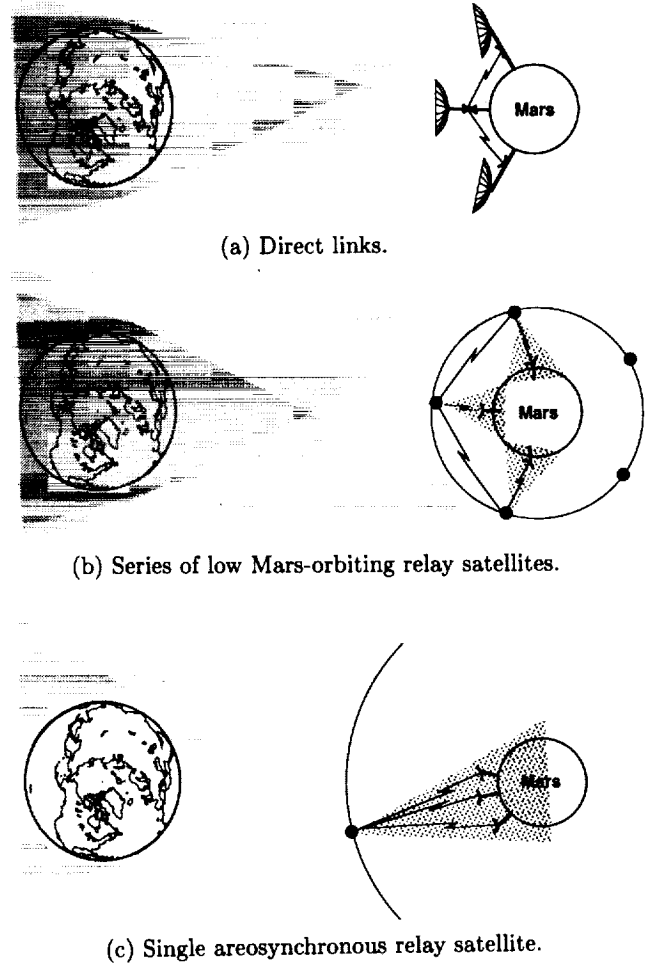 Mars
(a) Direct links.
Mars
(b) Series of low Mars-orbiting relay satellites.
Mars
(c) Single areosynchronous relay satellite.